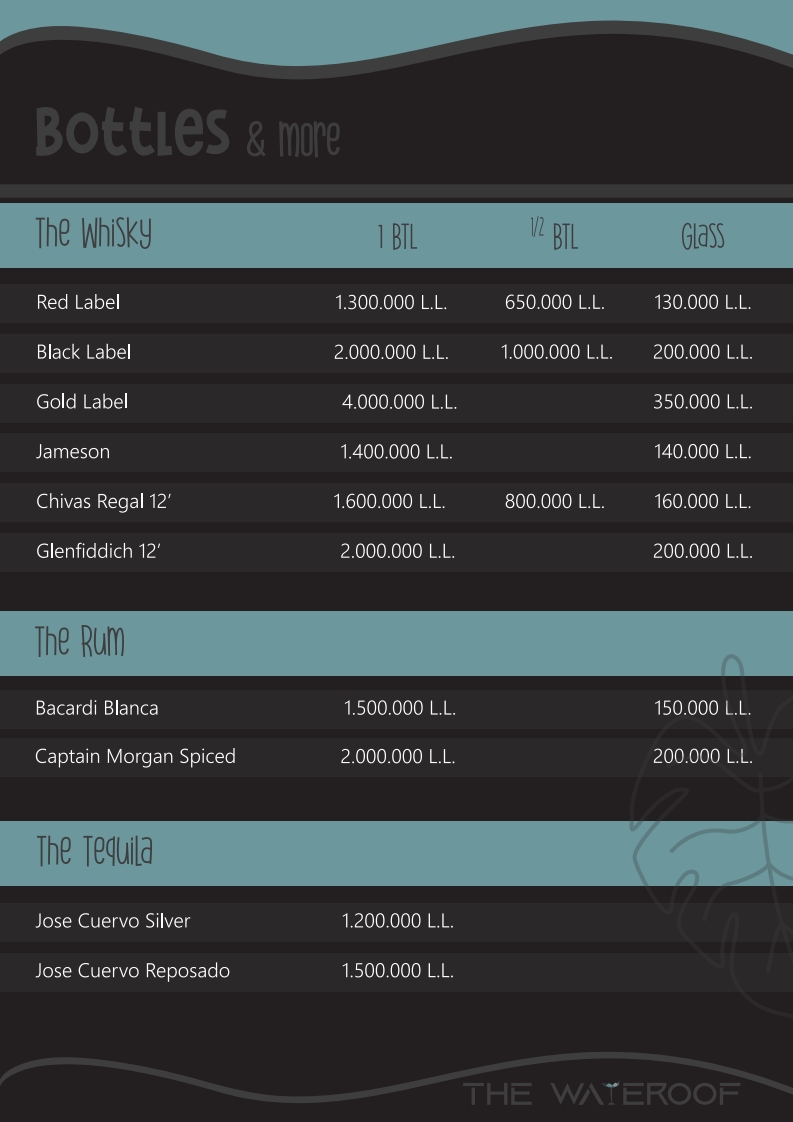 Bottles & more
The Whisky 1 BTL 1/2 BTL Glass
Red Label 1.300.000 L.L. 650.000 L.L. 130.000 L.L.
Black Label 2.000.000 L.L. 1.000.000 L.L. 200.000 L.L.
Gold Label 4.000.000 L.L. 350.000 L.L.
Jameson 1.400.000 L.L. 140.000 L.L.
Chivas Regal 12’ 1.600.000 L.L. 800.000 L.L. 160.000 L.L.
Glenfiddich 12’ 2.000.000 L.L. 200.000 L.L.
The Rum
Bacardi Blanca 1.500.000 L.L. 150.000 L.L.
Captain Morgan Spiced 2.000.000 L.L. 200.000 L.L.
The Tequila
Jose Cuervo Silver 1.200.000 L.L.
Jose Cuervo Reposado 1.500.000 L.L.
THE WATEROOF